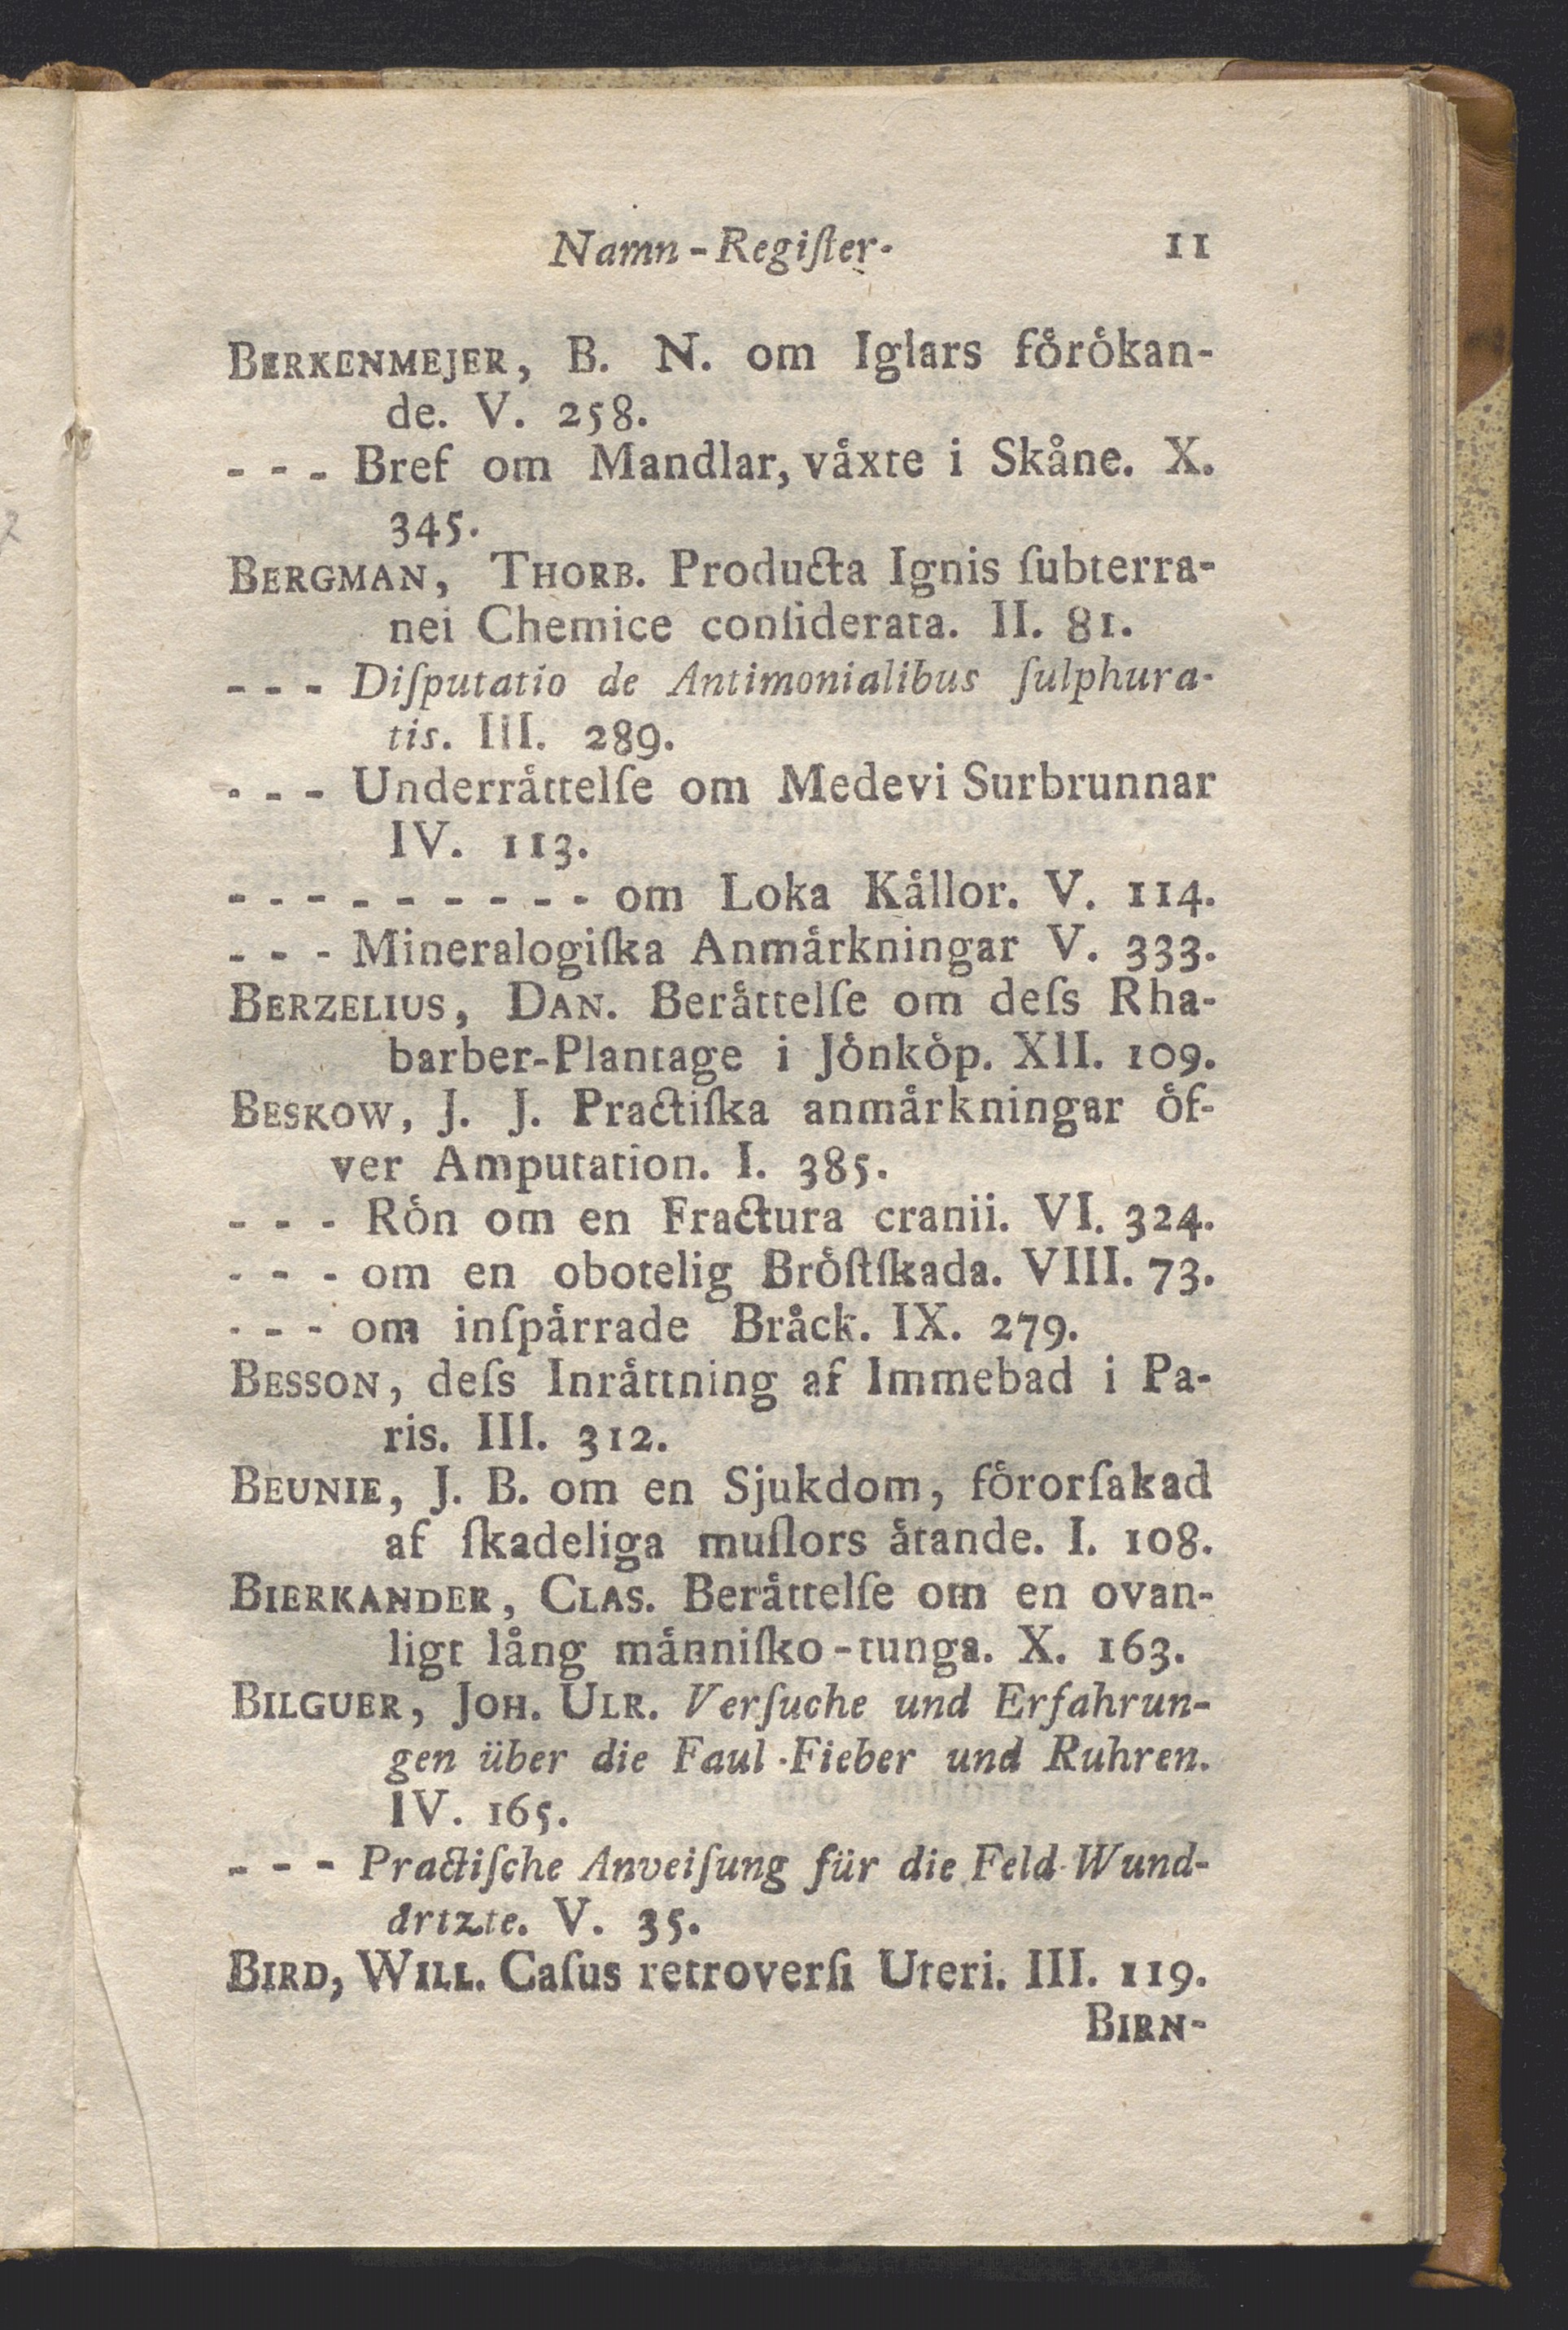 Namn-Regiſter.
11
BERKENMEJER, B. N. om Iglars förökan-
de. V. 258.
- - - Bref om Mandlar, växte i Skåne. X.
345.
BERGMAN, THORB. Producta Ignis ſubterra-
nei Chemice conſiderata. II. 81.
- - - Diſputatio de Antimonialibus ſulphura-
tis. III. 289.
- - - Underrättelſe om Medevi Surbrunnar
IV. 113.
- - - - - - - - - om Loka Källor. V. 114.
- - - Mineralogiſka Anmärkningar V. 333.
BERZELIUS, DAN. Berättelſe om deſs Rha-
barber-Plantage i Jönköp. XII. 109.
BESKOW, J. J. Practiſka anmärkningar öf-
ver Amputation. I. 385.
- - - Rön om en Fractura cranii. VI. 324.
- - - om en obotelig Bröſtſkada. VIII. 73.
- - - om inſpärrade Bråck. IX. 279.
BESSON, deſs Inrättning af Immebad i Pa-
ris. III. 312.
BEUNIE, J. B. om en Sjukdom, förorſakad
af ſkadeliga muſlors ätande. I. 108.
BIERKANDER, CLAS. Berättelſe om en ovan-
ligt lång männiſko-tunga. X. 163.
BILGUER, JOH. ULR. Verſuche und Erfahrun-
gen über die Faul-Fieber und Ruhren.
IV. 165.
- - - Practiſche Anveiſung für die Feld-Wund-
ärtzte. V. 35.
BIRD, WILL. Caſus retroverſi Uteri. III. 119.
BIRN-